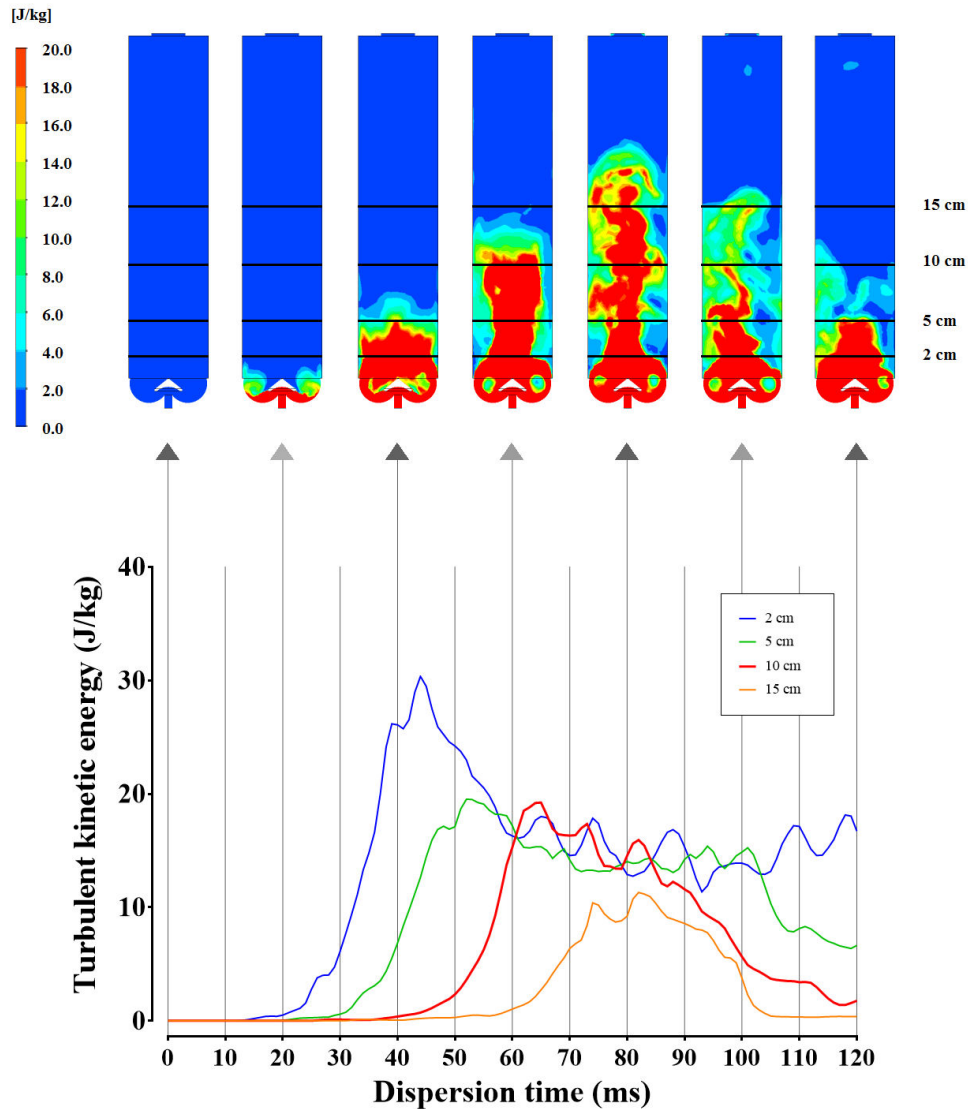 [J/kg]
20.0
18.0
16.0
14.0
12.0
10.0
8.0
6.0
4.0
2.0
0.0
15 cm
10 cm
5 cm
2 cm
Turbulent kinetic energy (J/kg)
40
30
20
10
0
2 cm
5 cm
10 cm
15 cm
0 10 20 30 40 50 60 70 80 90 100 110 120
Dispersion time (ms)